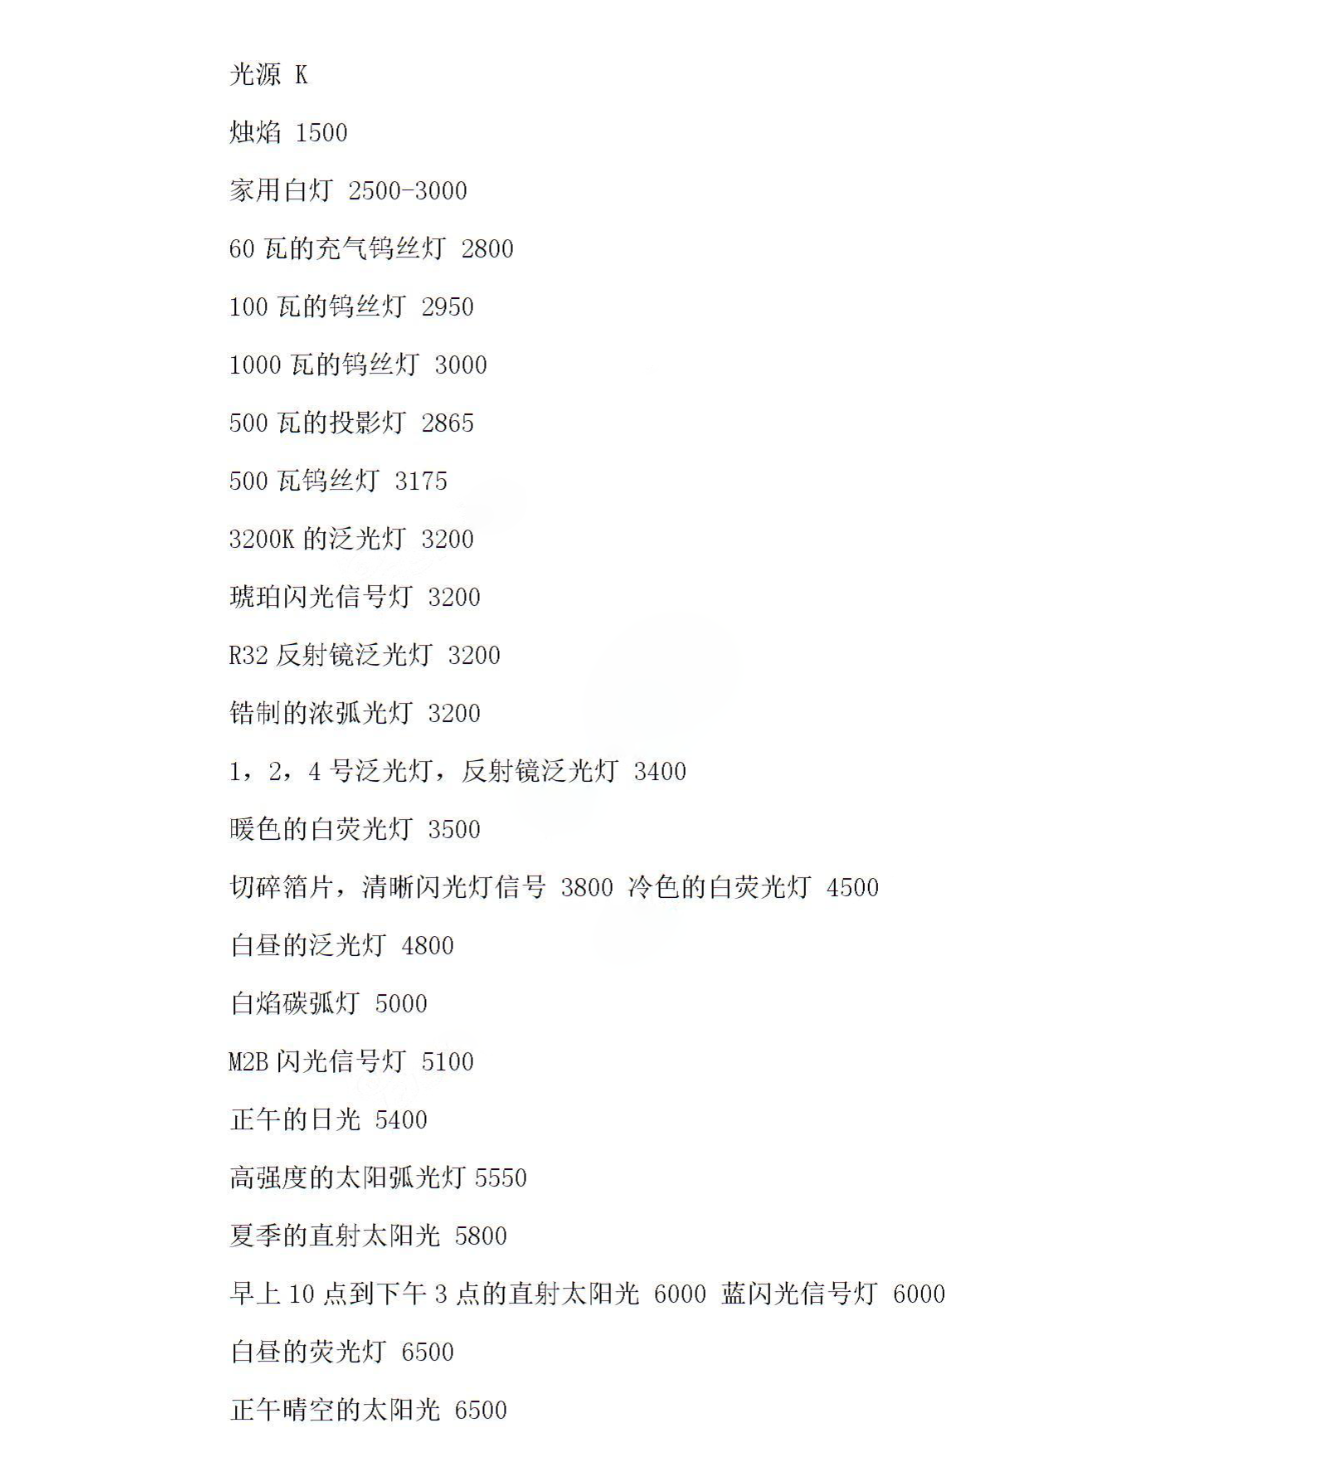 光源 K
烛焰 1500
家用白灯 2500-3000
60 瓦的充气钨丝灯 2800
100 瓦的钨丝灯 2950
1000 瓦的钨丝灯 3000
500 瓦的投影灯 2865
500 瓦钨丝灯 3175
3200K 的泛光灯 3200
琥珀闪光信号灯 3200
R32 反射镜泛光灯 3200
锆制的浓弧光灯 3200
1，2，4 号泛光灯，反射镜泛光灯 3400
暖色的白荧光灯 3500
切碎箔片，清晰闪光灯信号 3800 冷色的白荧光灯 4500
白昼的泛光灯 4800
白焰碳弧灯 5000
M2B 闪光信号灯 5100
正午的日光 5400
高强度的太阳弧光灯 5550
夏季的直射太阳光 5800
早上 10 点到下午 3 点的直射太阳光 6000 蓝闪光信号灯 6000
白昼的荧光灯 6500
正午晴空的太阳光 6500